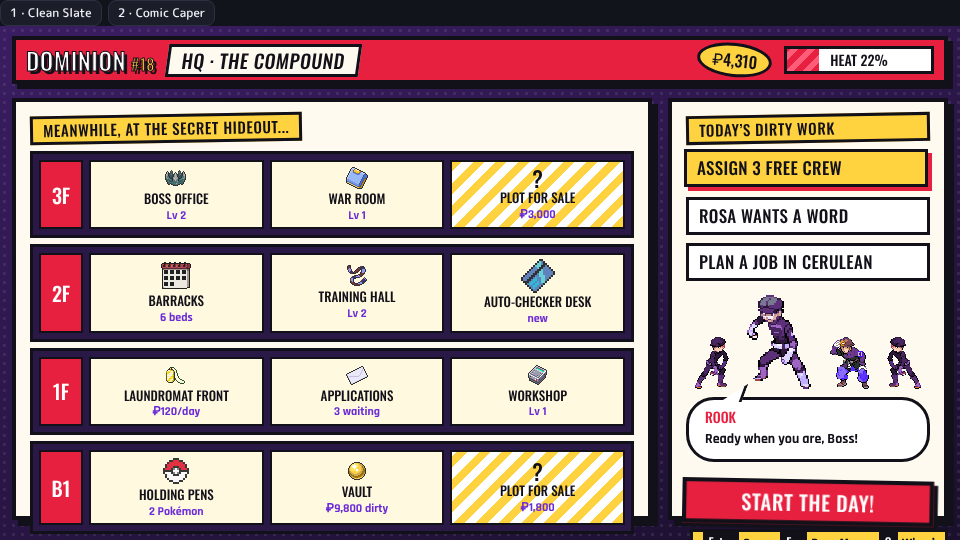 1 · Clean Slate
2 · Comic Caper
DOMINION #18
HQ · THE COMPOUND
₽4,310
HEAT 22%
MEANWHILE, AT THE SECRET HIDEOUT...
3F
BOSS OFFICE
Lv 2
WAR ROOM
Lv 1
?
PLOT FOR SALE
₽3,000
2F
BARRACKS
6 beds
TRAINING HALL
Lv 2
AUTO-CHECKER DESK
new
1F
LAUNDROMAT FRONT
₽120/day
APPLICATIONS
3 waiting
WORKSHOP
Lv 1
B1
HOLDING PENS
2 Pokémon
VAULT
₽9,800 dirty
?
PLOT FOR SALE
₽1,800
TODAY'S DIRTY WORK
ASSIGN 3 FREE CREW
ROSA WANTS A WORD
PLAN A JOB IN CERULEAN
ROOK
Ready when you are, Boss!
START THE DAY!